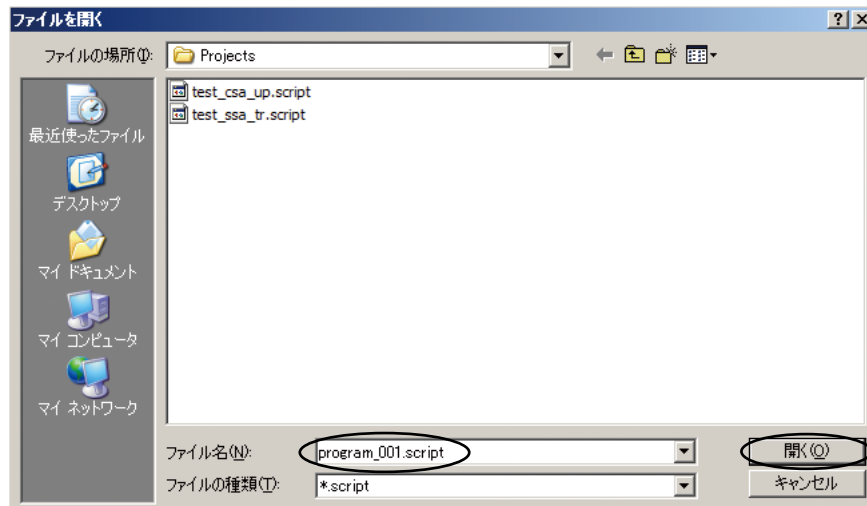 ファイルを開く
ファイルの場所(I):
Projects
test_csa_up.script
test_ssa_tr.script
最近使ったファイル
デスクトップ
マイ ドキュメント
マイ コンピュータ
マイ ネットワーク
ファイル名(N):
program_001.script
開く(O)
ファイルの種類(T):
*.script
キャンセル